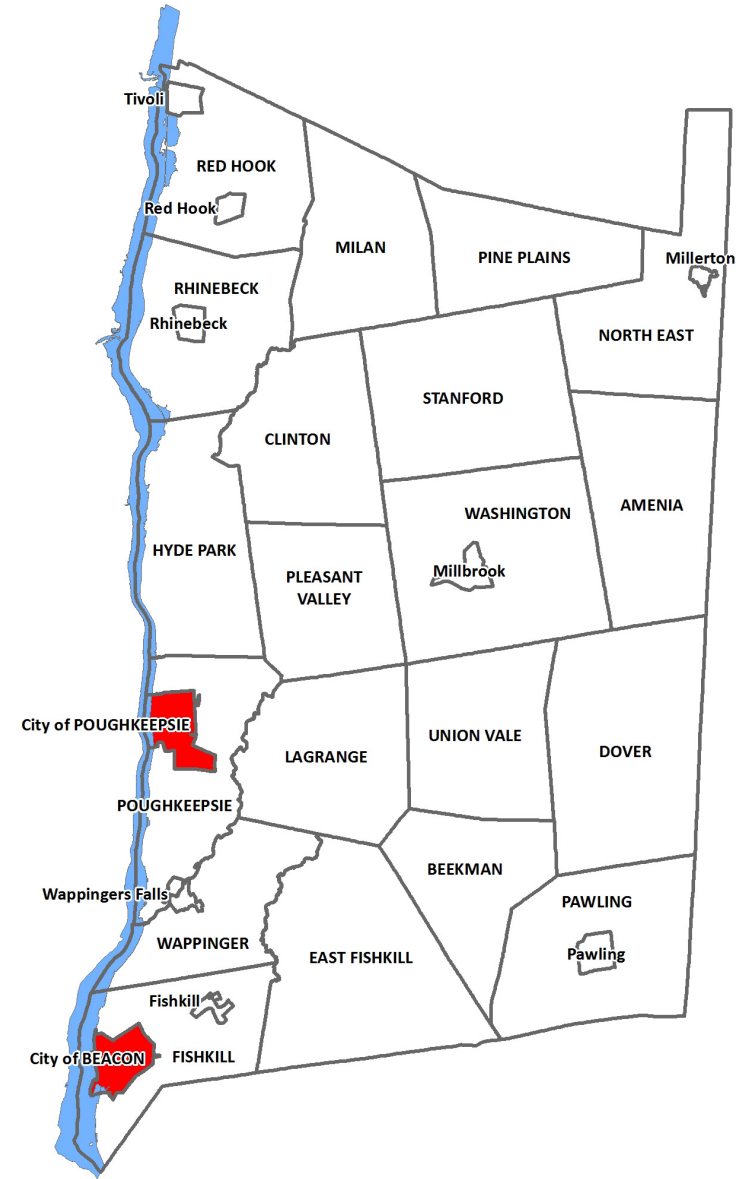 Tivoli
RED HOOK
Red Hook
MILAN
PINE PLAINS
Millerton
RHINEBECK
Rhinebeck
NORTH EAST
STANFORD
CLINTON
AMENIA
WASHINGTON
HYDE PARK
Millbrook
PLEASANT
VALLEY
City of POUGHKEEPSIE
UNION VALE
DOVER
LAGRANGE
POUGHKEEPSIE
BEEKMAN
Wappingers Falls
PAWLING
WAPPINGER
Pawling
EAST FISHKILL
Fishkill
City of BEACON
FISHKILL